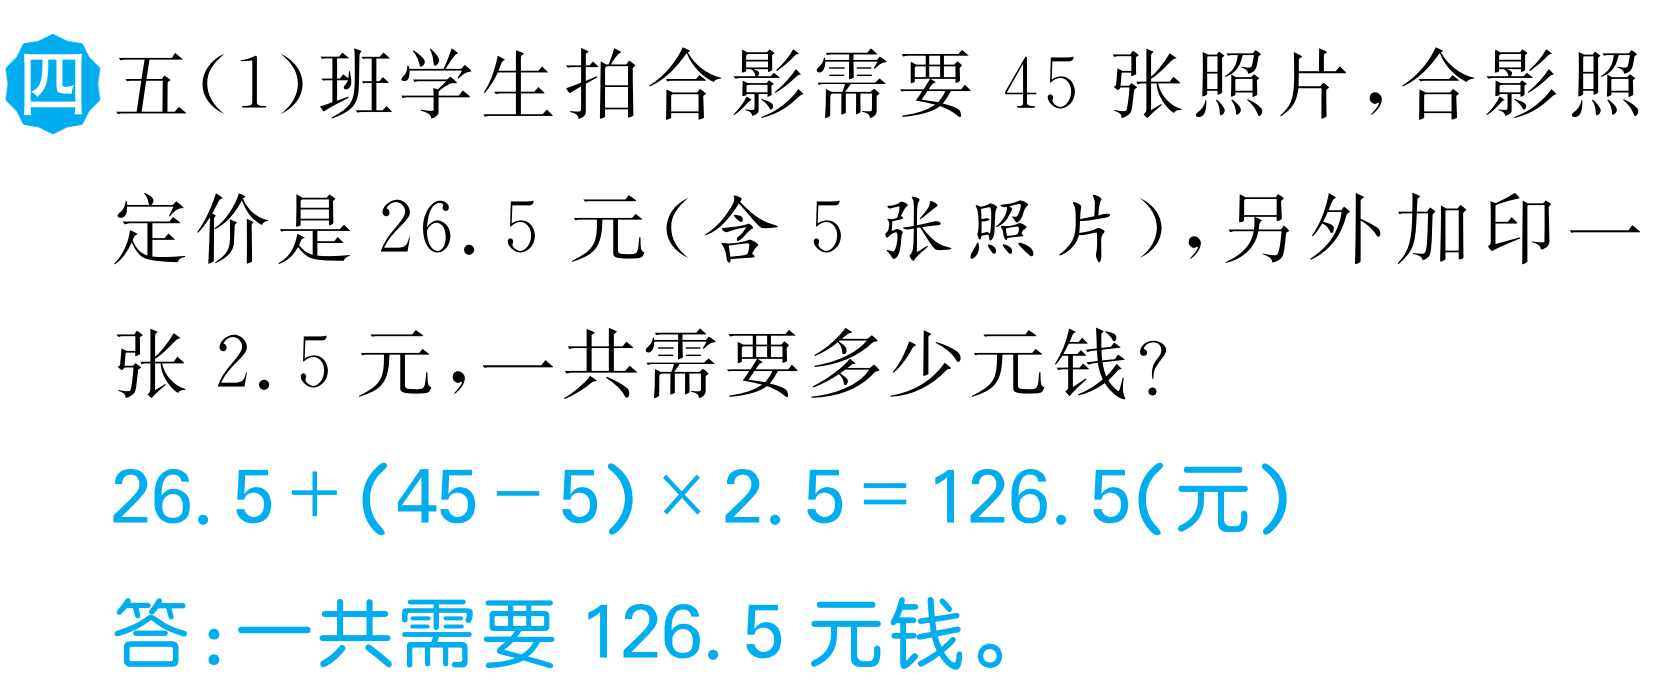 四 五(1)班学生拍合影需要 45 张照片,合影照
定价是 26.5 元(含 5 张照片),另外加印一
张 2.5 元,一共需要多少元钱?
26.5+(45-5)×2.5=126.5(元)
答:一共需要 126.5 元钱。